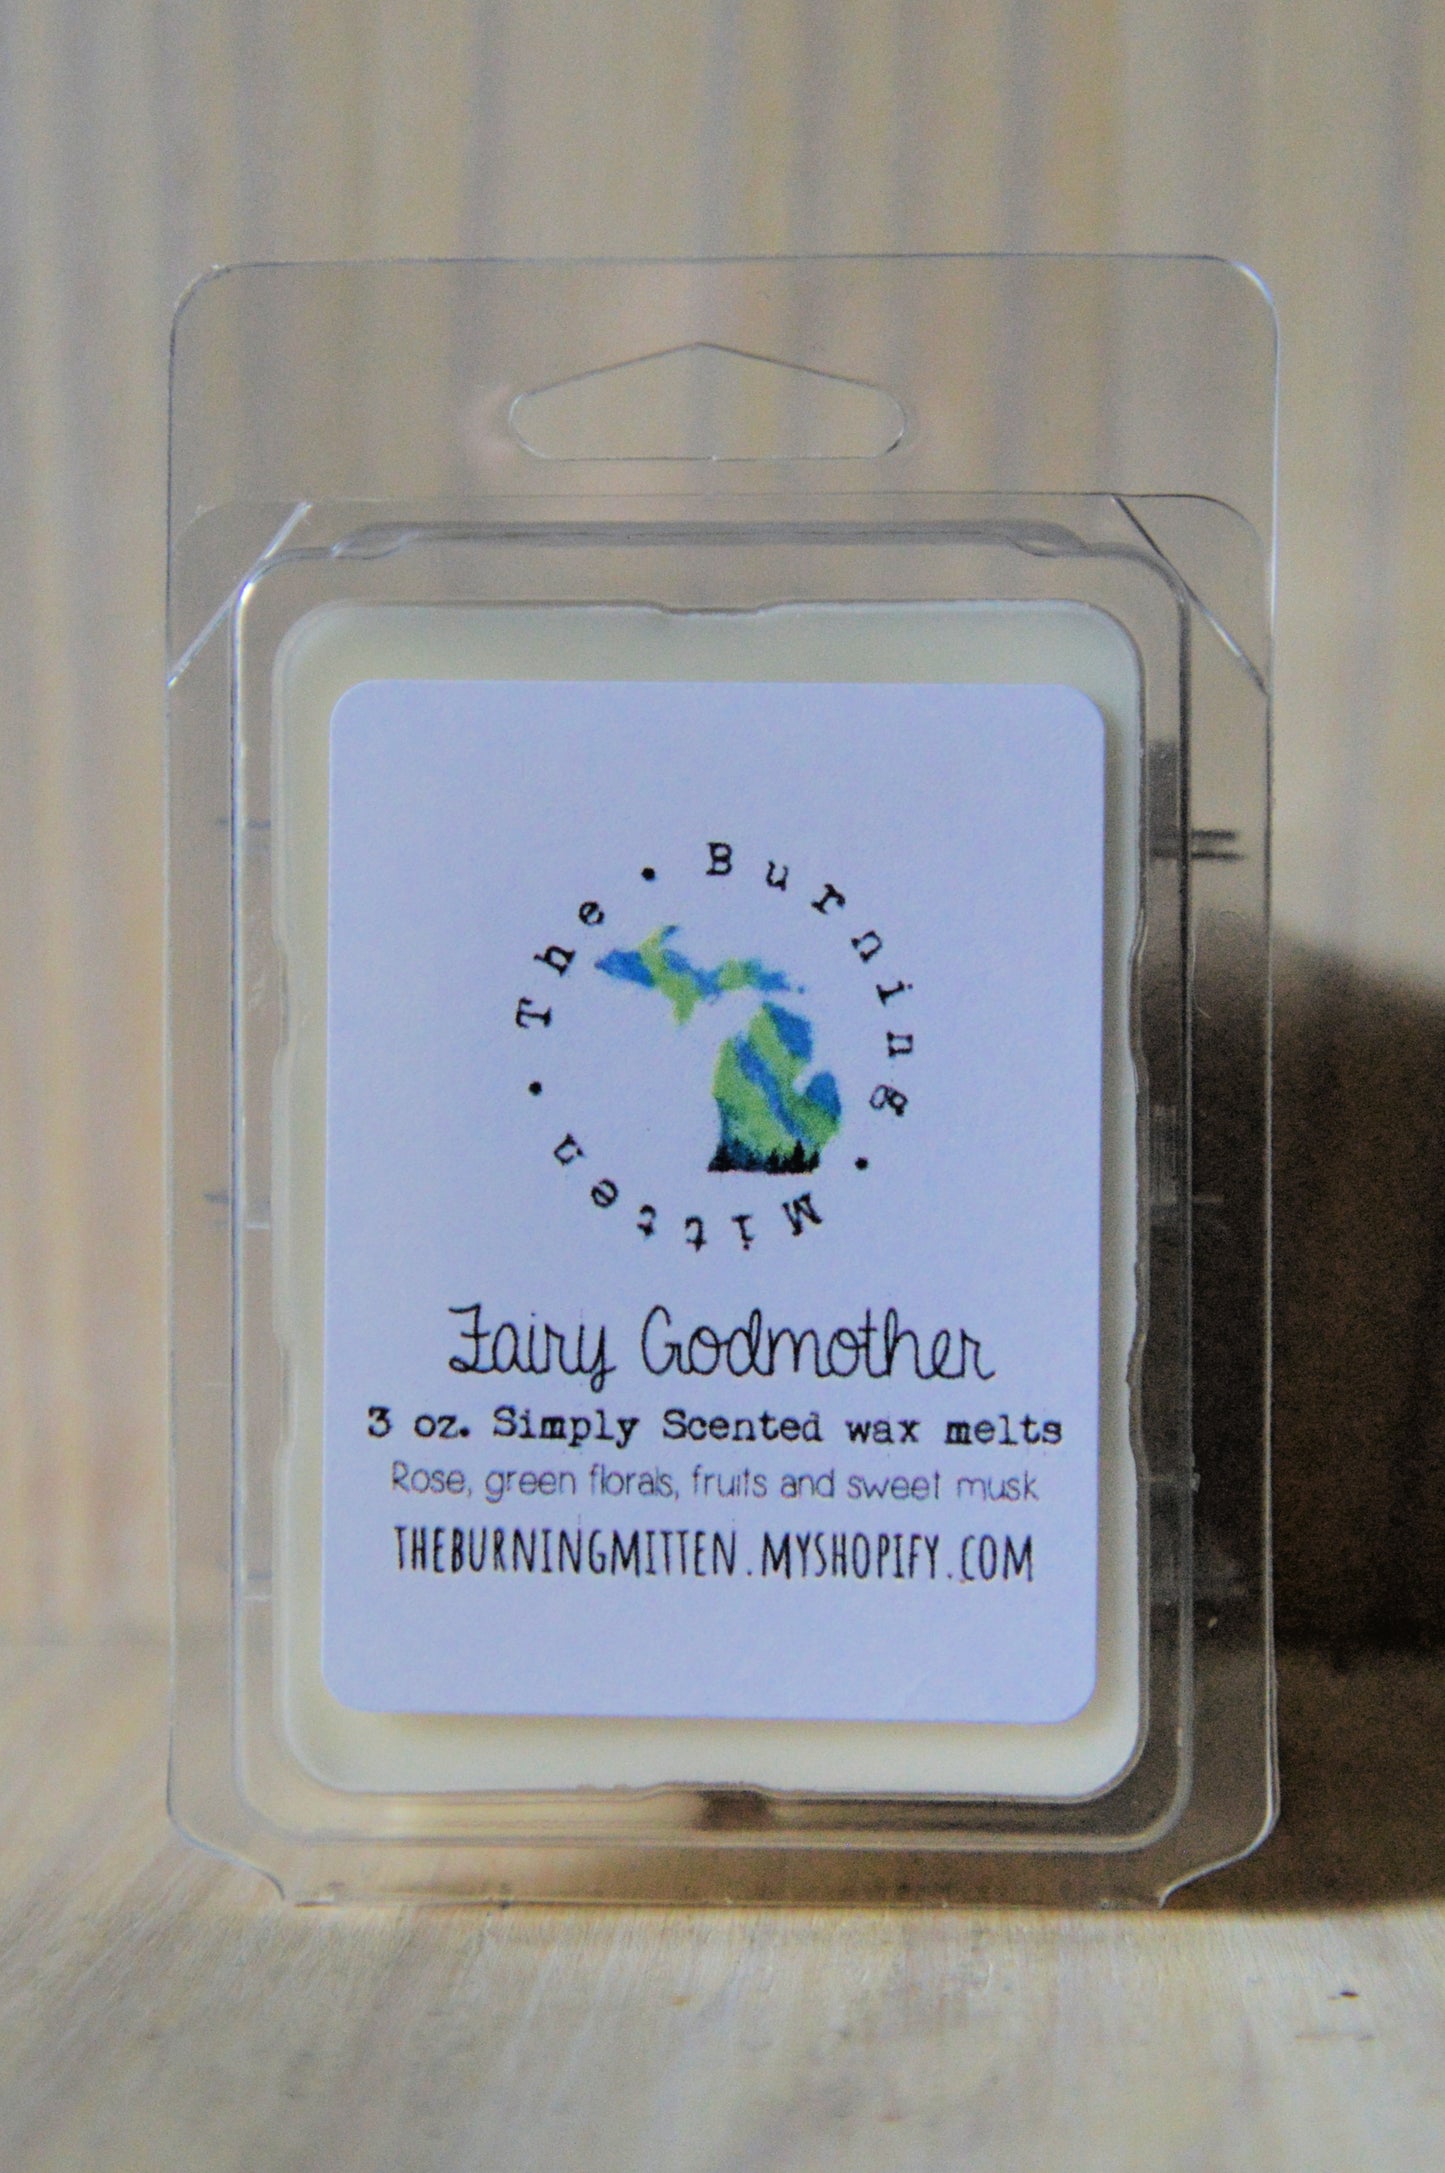 • The • Burning • Mitten
Fairy Godmother
3 oz. Simply Scented wax melts
Rose, green florals, fruits and sweet musk
THEBURNINGMITTEN.MYSHOPIFY.COM